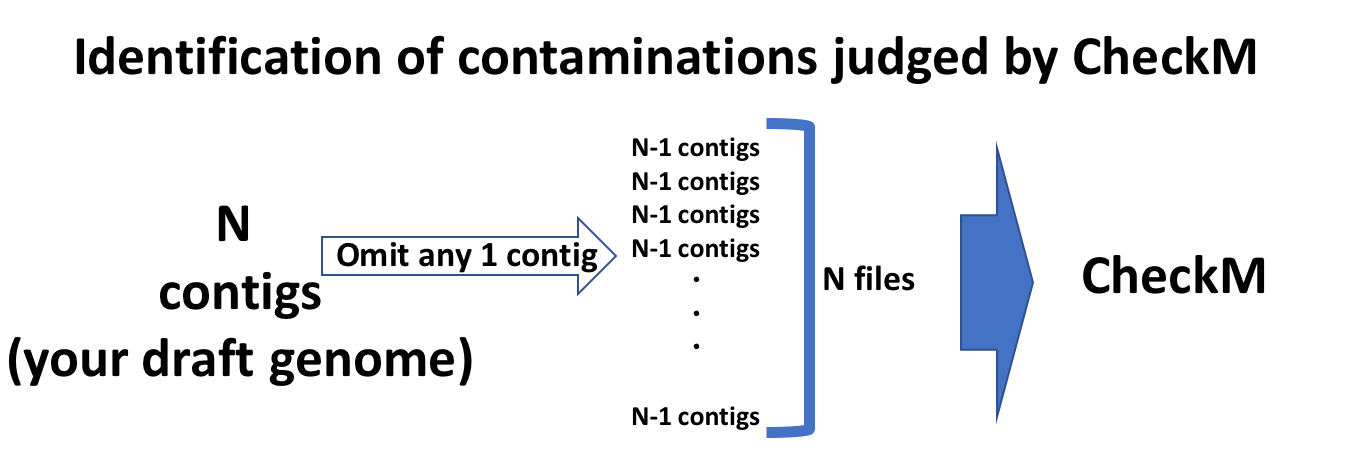 Identification of contaminations judged by CheckM
N
contigs
(your draft genome)
Omit any 1 contig
N-1 contigs
N-1 contigs
N-1 contigs
N-1 contigs
.
.
.
N-1 contigs
N files
CheckM